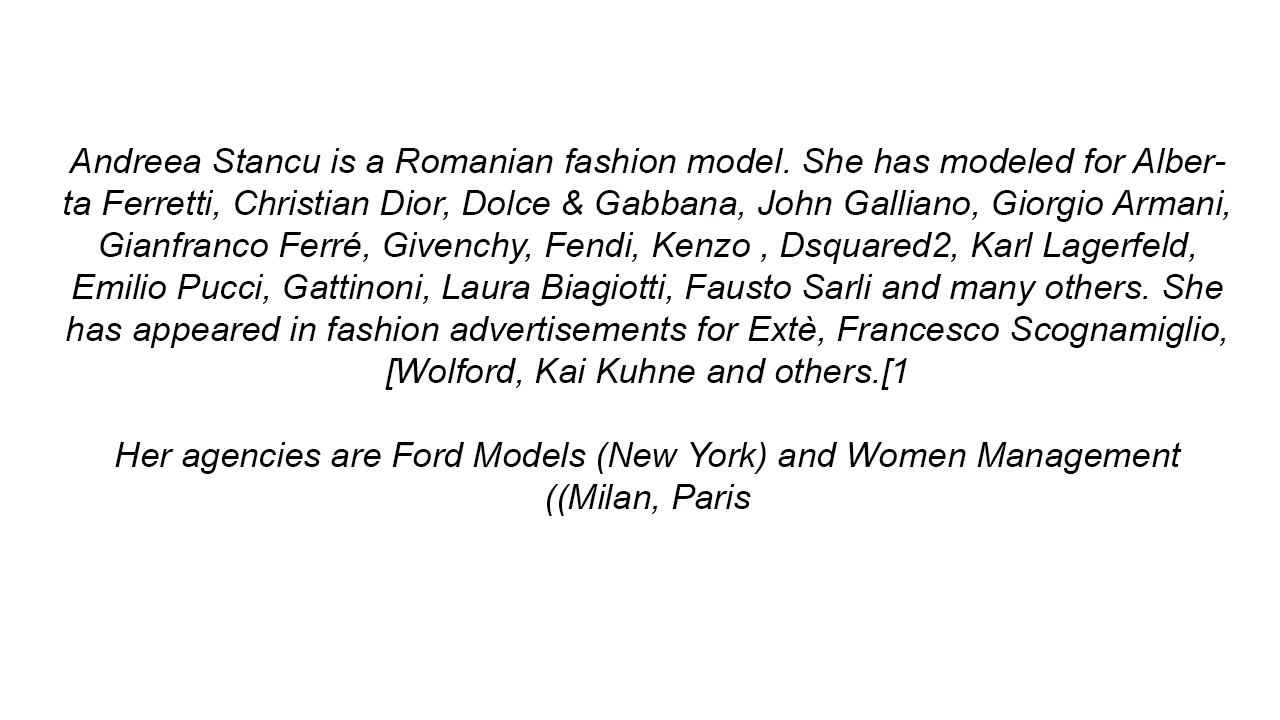 Andreea Stancu is a Romanian fashion model. She has modeled for Alber-
ta Ferretti, Christian Dior, Dolce & Gabbana, John Galliano, Giorgio Armani,
Gianfranco Ferré, Givenchy, Fendi, Kenzo , Dsquared2, Karl Lagerfeld,
Emilio Pucci, Gattinoni, Laura Biagiotti, Fausto Sarli and many others. She
has appeared in fashion advertisements for Extè, Francesco Scognamiglio,
[Wolford, Kai Kuhne and others.[1
Her agencies are Ford Models (New York) and Women Management
((Milan, Paris